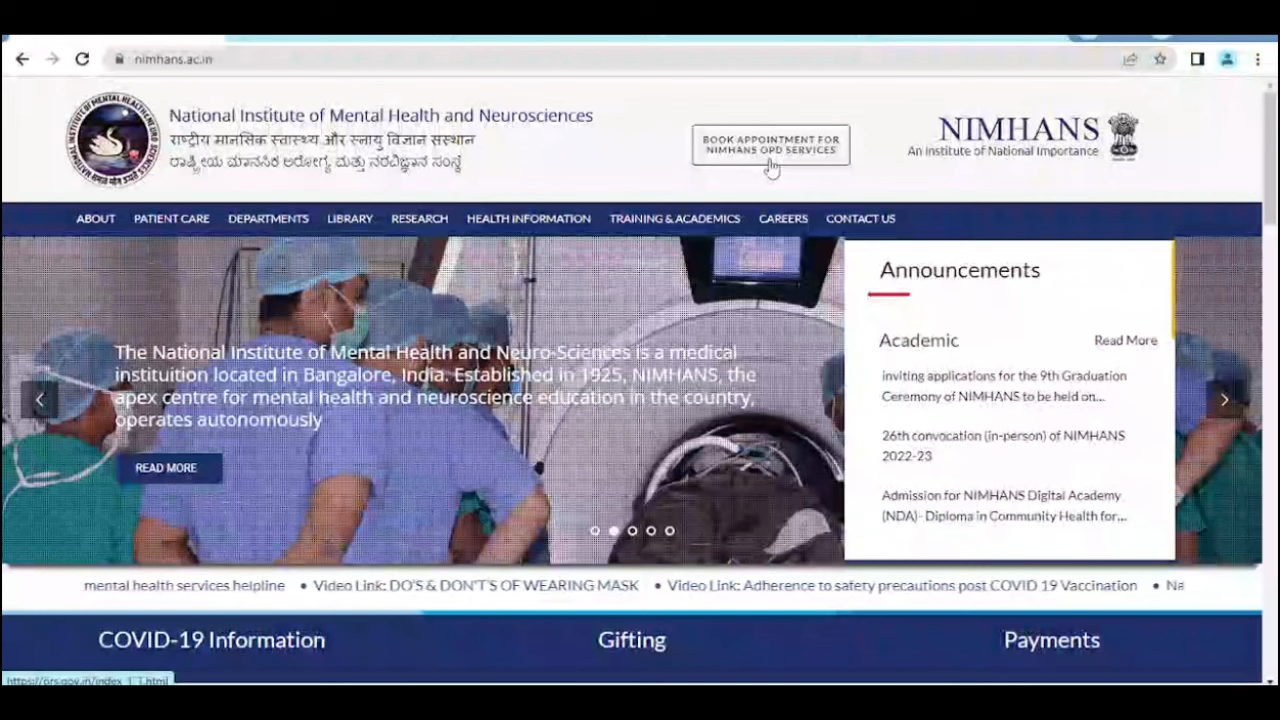 nimhans.ac.in
National Institute of Mental Health and Neurosciences
राष्ट्रीय मानसिक स्वास्थ्य और स्नायु विज्ञान संस्थान
ರಾಷ್ಟ್ರೀಯ ಮಾನಸಿಕ ಆರೋಗ್ಯ ಮತ್ತು ನರವಿಜ್ಞಾನ ಸಂಸ್ಥೆ
BOOK APPOINTMENT FOR
NIMHANS OPD SERVICES
NIMHANS
An Institute of National Importance
ABOUT PATIENT CARE DEPARTMENTS LIBRARY RESEARCH HEALTH INFORMATION TRAINING & ACADEMICS CAREERS CONTACT US
The National Institute of Mental Health and Neuro-Sciences is a medical
instituition located in Bangalore, India. Established in 1925, NIMHANS, the
apex centre for mental health and neuroscience education in the country,
operates autonomously
READ MORE
Announcements
Academic Read More
inviting applications for the 9th Graduation
Ceremony of NIMHANS to be held on...
26th convocation (in-person) of NIMHANS
2022-23
Admission for NIMHANS Digital Academy
(NDA)- Diploma in Community Health for...
mental health services helpline • Video Link: DO'S & DON'T'S OF WEARING MASK • Video Link: Adherence to safety precautions post COVID 19 Vaccination • Na
COVID-19 Information Gifting Payments